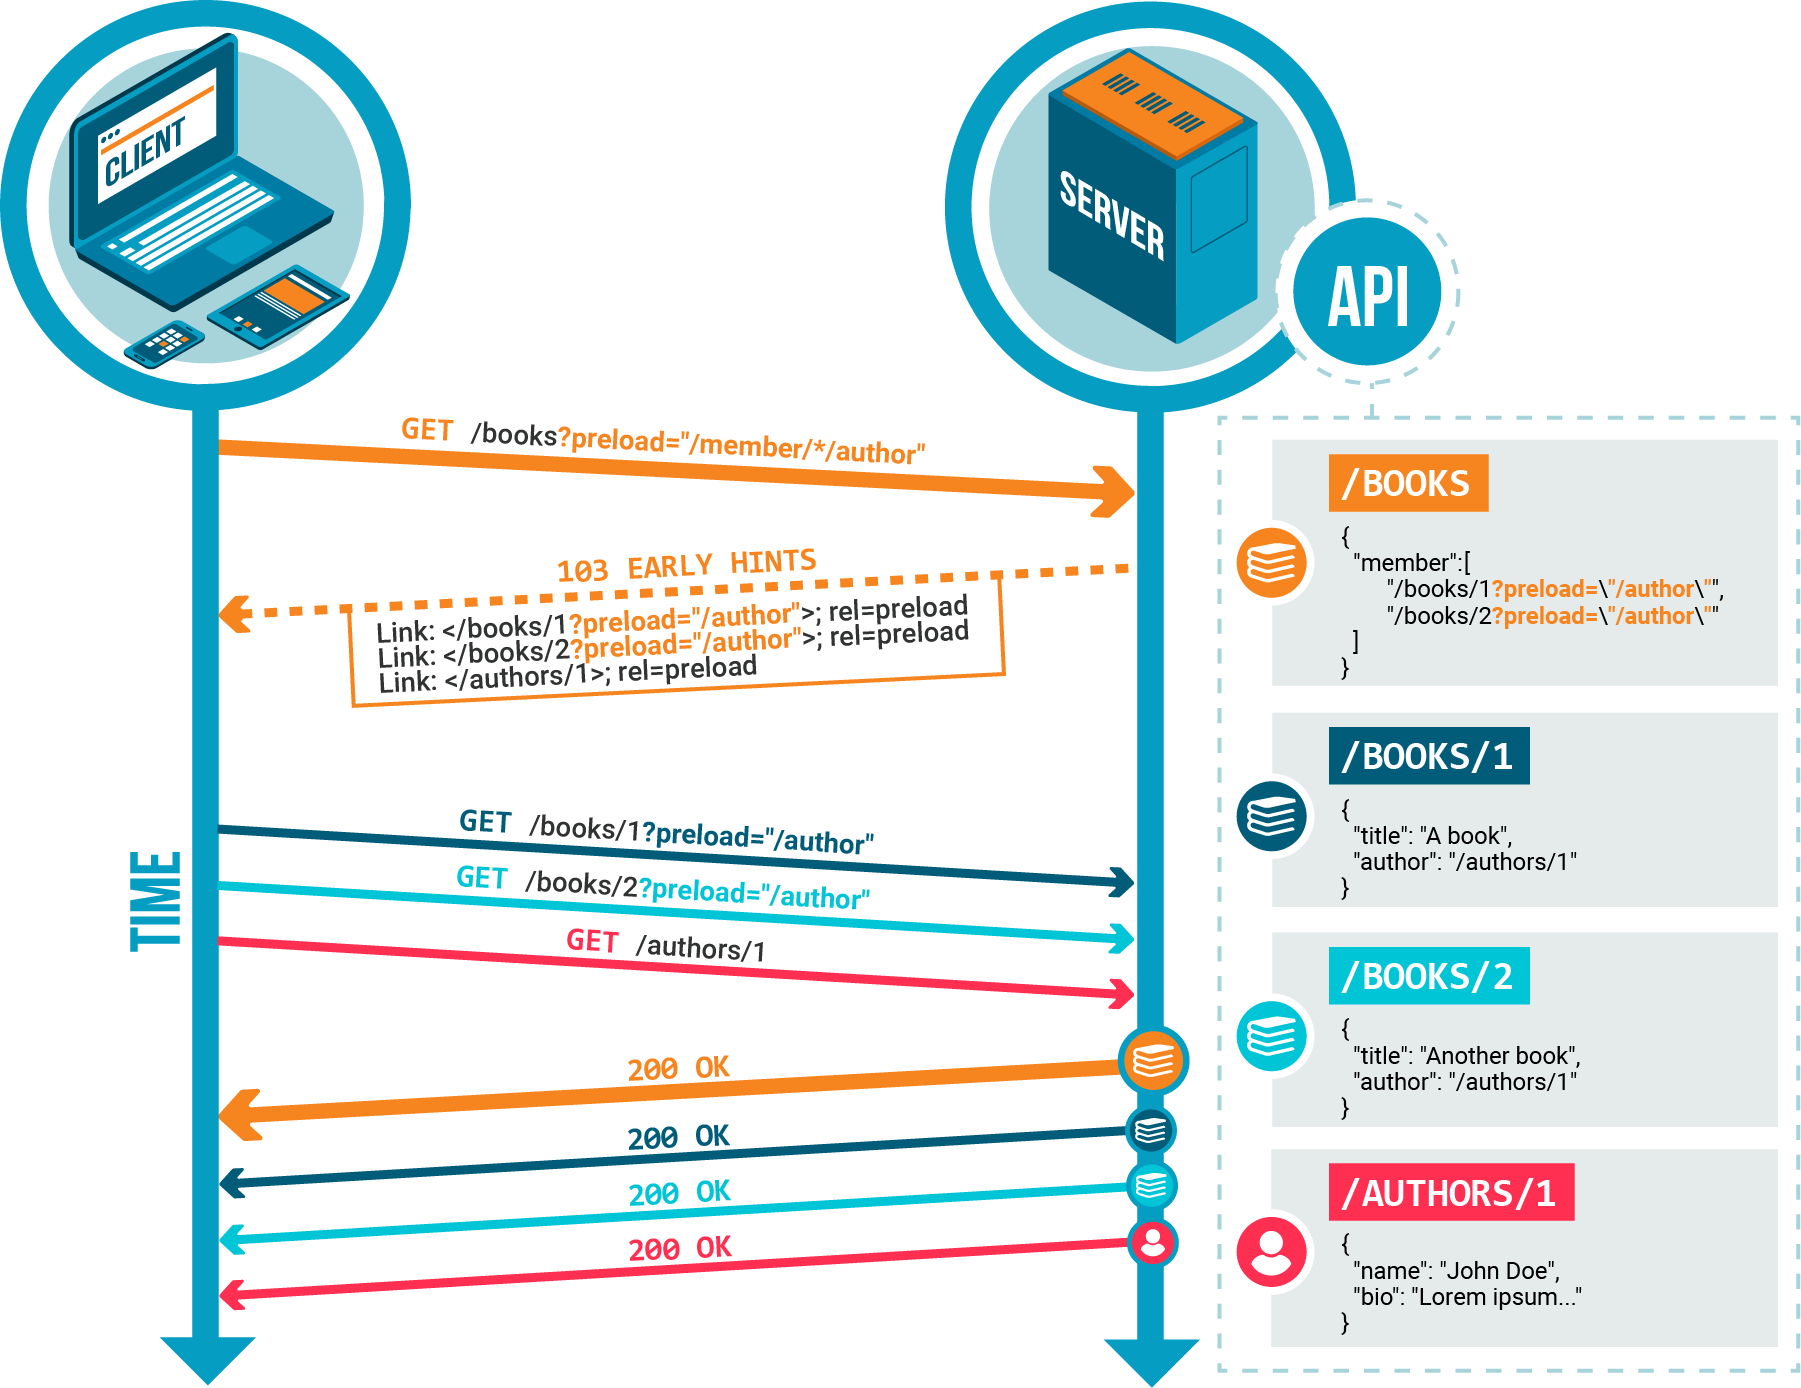 CLIENT
SERVER
API
GET /books?preload="/member/*/author"
103 EARLY HINTS
Link: </books/1?preload="/author">; rel=preload
Link: </books/2?preload="/author">; rel=preload
Link: </authors/1>; rel=preload
TIME
GET /books/1?preload="/author"
GET /books/2?preload="/author"
GET /authors/1
200 OK
200 OK
200 OK
200 OK
/BOOKS
{
"member":[
"/books/1?preload=\"/author\"",
"/books/2?preload=\"/author\""
]
}
/BOOKS/1
{
"title": "A book",
"author": "/authors/1"
}
/BOOKS/2
{
"title": "Another book",
"author": "/authors/1"
}
/AUTHORS/1
{
"name": "John Doe",
"bio": "Lorem ipsum..."
}